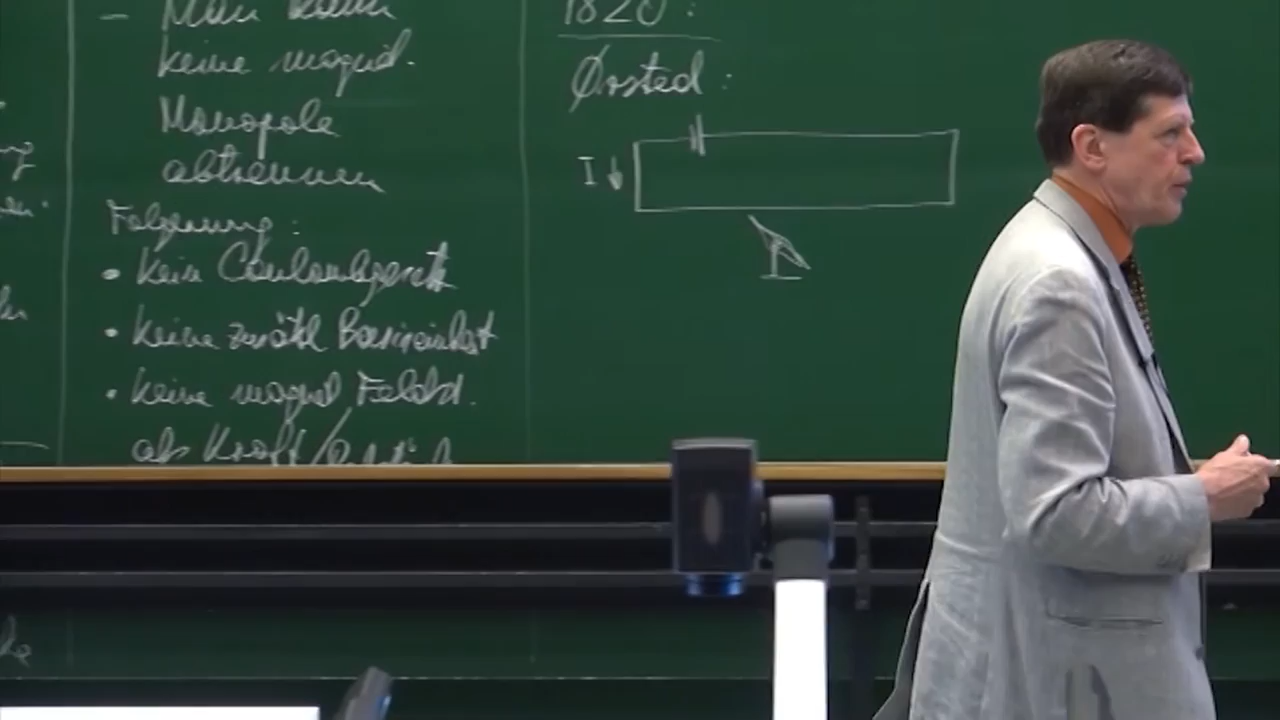 – Man kann
keine magnet.
Monopole
abtrennen
Folgerung:
• kein Coulombgesetz
• keine zusätzl Basiseinheit
• keine magnet Feldst.
als Kraft/
1820:
Ørsted:
I